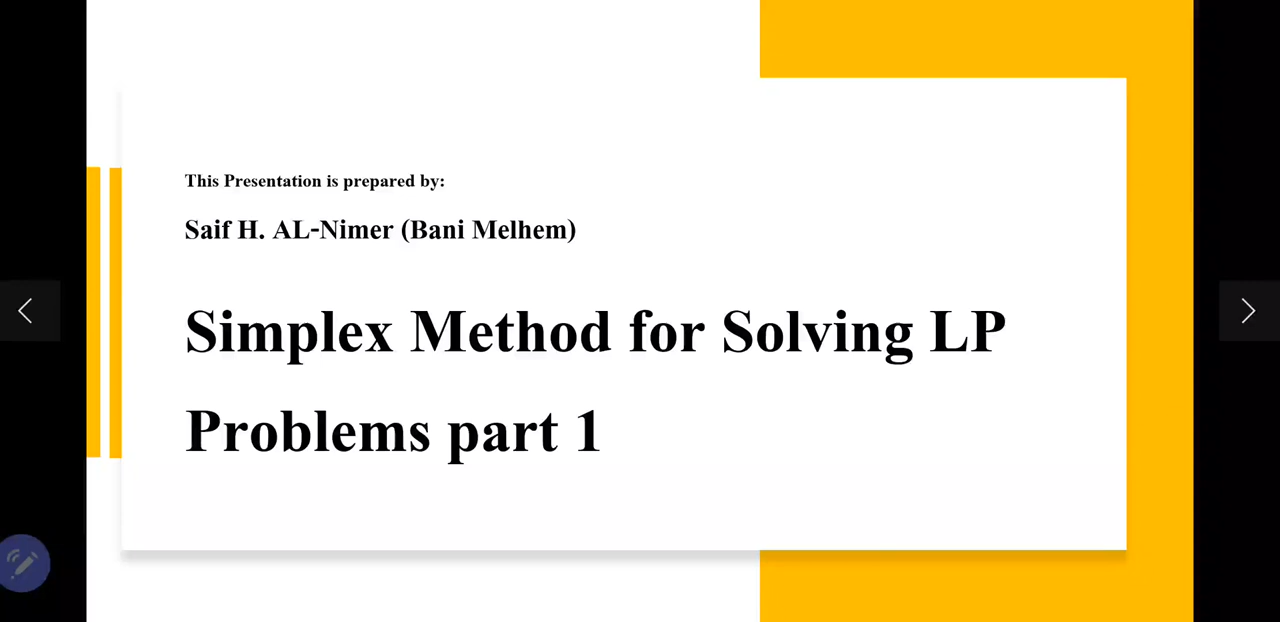 This Presentation is prepared by:
Saif H. AL-Nimer (Bani Melhem)
Simplex Method for Solving LP
Problems part 1